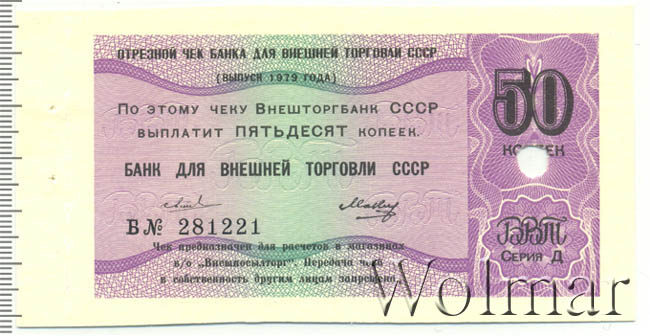 ОТРЕЗНОЙ ЧЕК БАНКА ДЛЯ ВНЕШНЕЙ ТОРГОВЛИ СССР
(ВЫПУСК 1979 ГОДА)
ПО ЭТОМУ ЧЕКУ ВНЕШТОРГБАНК СССР
ВЫПЛАТИТ ПЯТЬДЕСЯТ КОПЕЕК.
БАНК ДЛЯ ВНЕШНЕЙ ТОРГОВЛИ СССР
Б № 281221
Чек предназначен для расчетов в магазинах
в/о „Внешпосылторг". Передача чека
в собственность другим лицам запрещена.
50
КОПЕЕК
ВВТ
СЕРИЯ Д
Wolmar